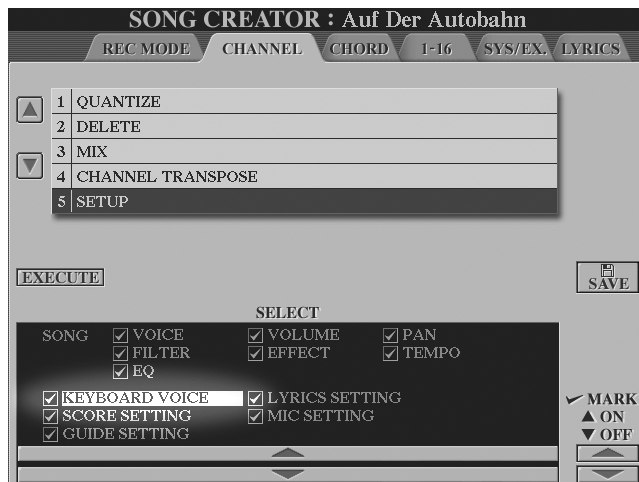 SONG CREATOR : Auf Der Autobahn
REC MODE CHANNEL CHORD 1-16 SYS/EX. LYRICS
1 QUANTIZE
2 DELETE
3 MIX
4 CHANNEL TRANSPOSE
5 SETUP
EXECUTE
SAVE
SELECT
SONG VOICE VOLUME PAN
FILTER EFFECT TEMPO
EQ
KEYBOARD VOICE LYRICS SETTING
SCORE SETTING MIC SETTING
GUIDE SETTING
MARK
▲ ON
▼ OFF